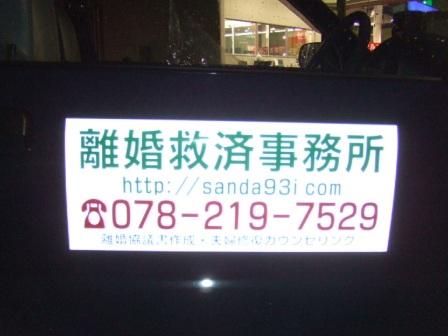 離婚救済事務所
http://sanda93i.com
☎078-219-7529
離婚協議書作成・夫婦修復カウンセリング